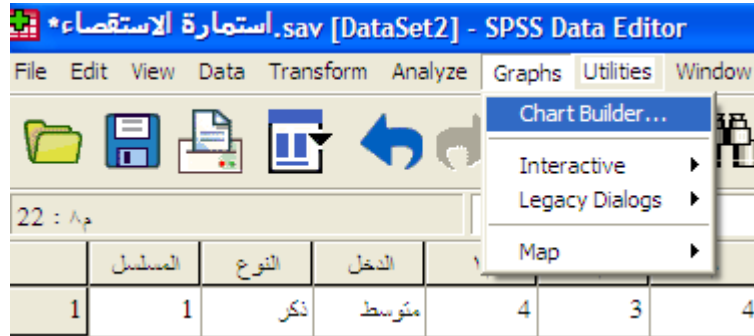 *استمارة الاستقصاء.sav [DataSet2] - SPSS Data Editor
File Edit View Data Transform Analyze Graphs Utilities Window
Chart Builder...
Interactive
Legacy Dialogs
Map
22 : م٨
المسلسل النوع الدخل
1 1 ذكر متوسط 4 3 4